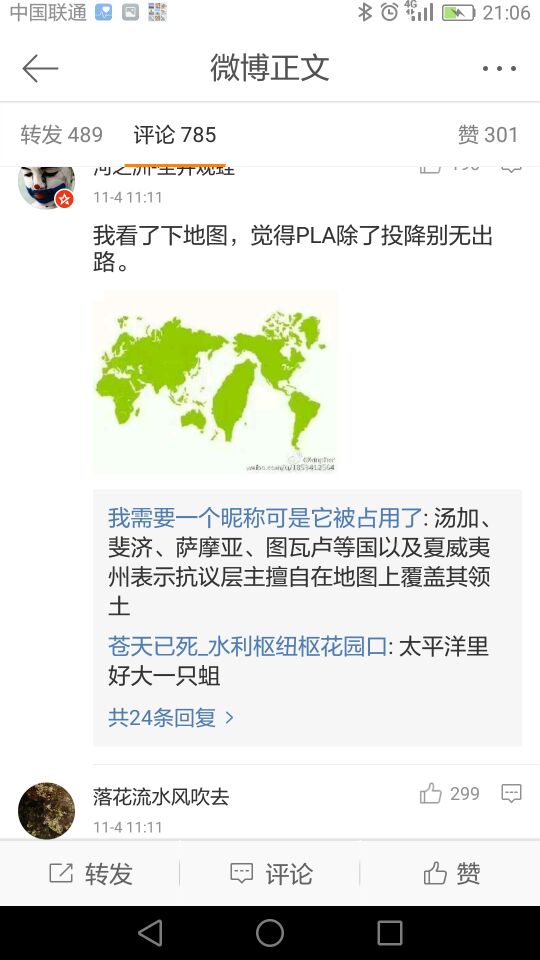 中国联通
4G
21:06
微博正文
转发 489
评论 785
赞 301
11-4 11:11
我看了下地图，觉得PLA除了投降别无出
路。
weibo.com/u/1853412564
我需要一个昵称可是它被占用了: 汤加、
斐济、萨摩亚、图瓦卢等国以及夏威夷
州表示抗议层主擅自在地图上覆盖其领
土
苍天已死_水利枢纽枢花园口: 太平洋里
好大一只蛆
共24条回复 >
落花流水风吹去
299
11-4 11:11
转发
评论
赞